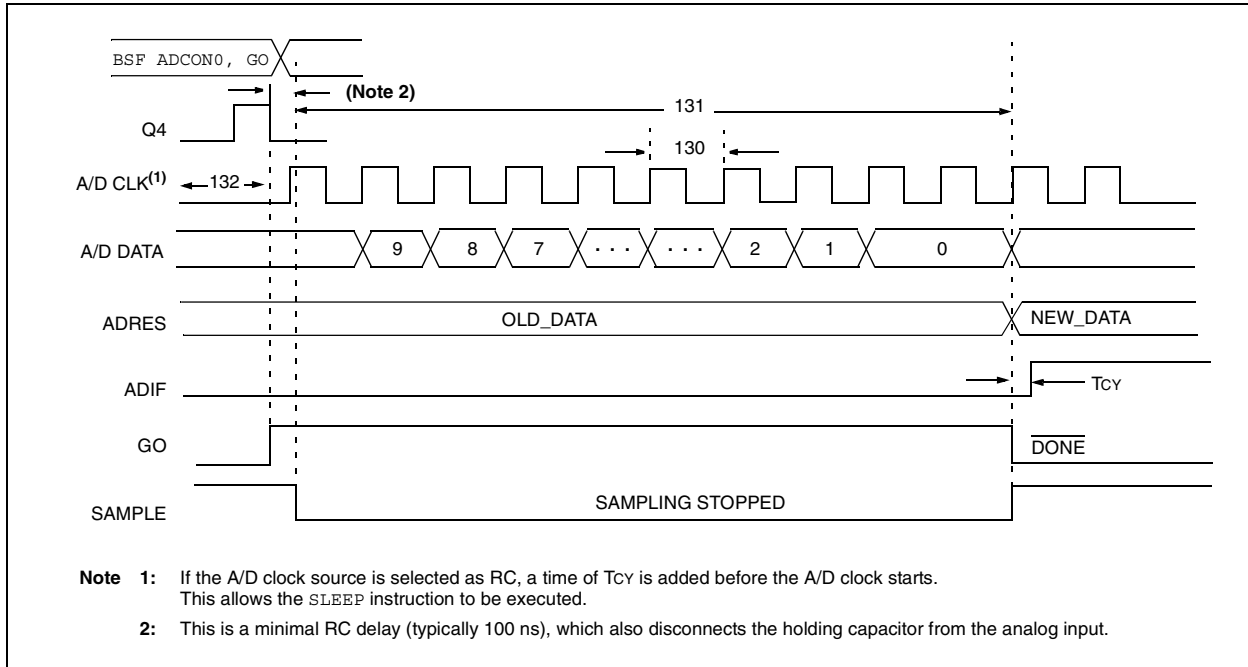 BSF ADCON0, GO
(Note 2)
131
Q4
130
A/D CLK(1)
132
A/D DATA
9 8 7 . . . . . . 2 1 0
ADRES
OLD_DATA
NEW_DATA
ADIF
TCY
GO
DONE
SAMPLE
SAMPLING STOPPED
Note 1: If the A/D clock source is selected as RC, a time of TCY is added before the A/D clock starts.
This allows the SLEEP instruction to be executed.
2: This is a minimal RC delay (typically 100 ns), which also disconnects the holding capacitor from the analog input.